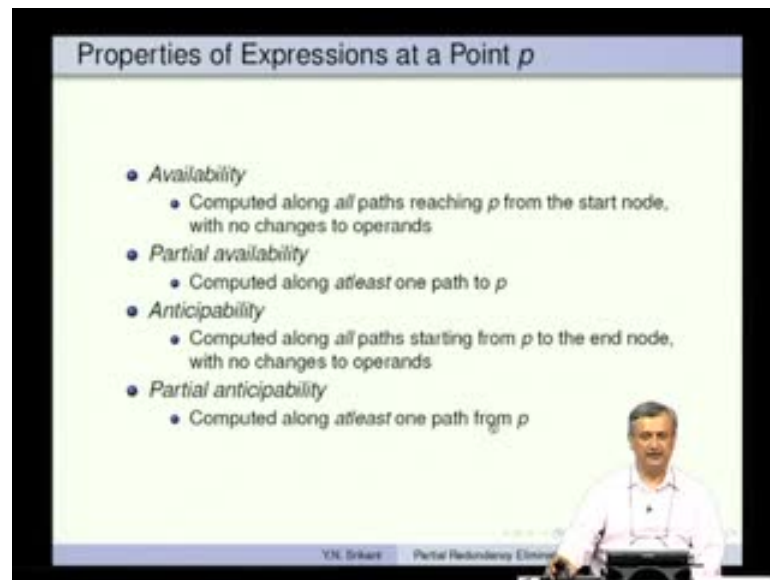 Properties of Expressions at a Point p
Availability
Computed along all paths reaching p from the start node,
with no changes to operands
Partial availability
Computed along atleast one path to p
Anticipability
Computed along all paths starting from p to the end node,
with no changes to operands
Partial anticipability
Computed along atleast one path from p
Y.N. Srikant Partial Redundancy